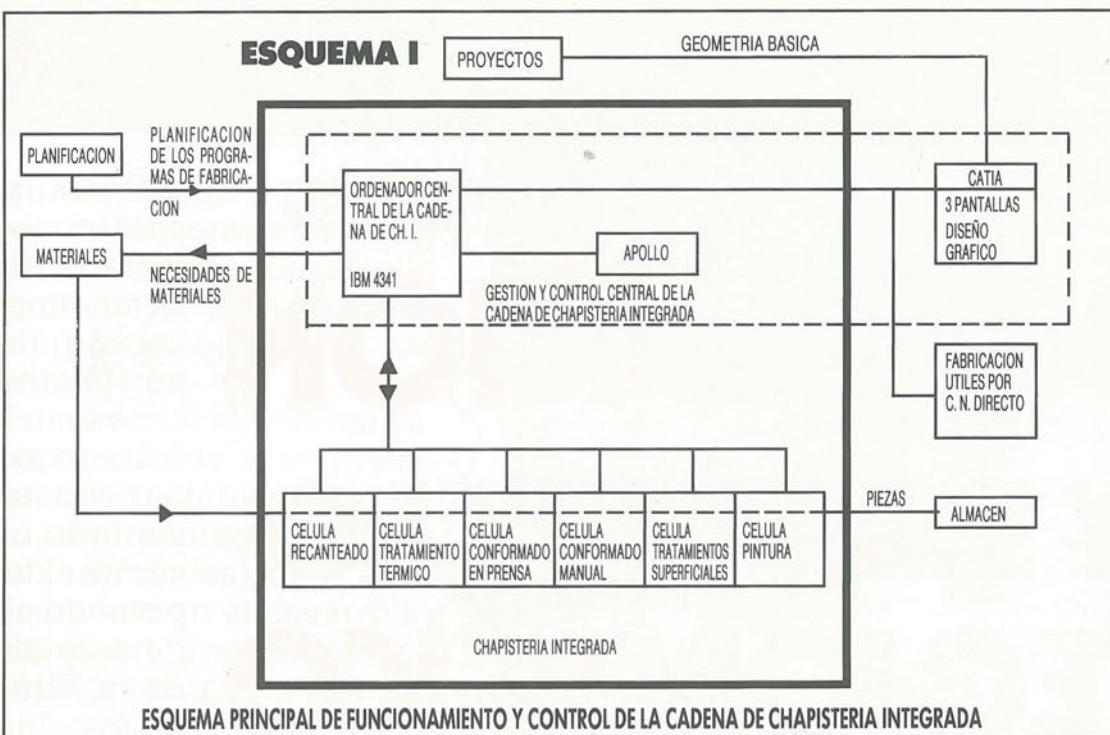 ESQUEMA I
PROYECTOS
GEOMETRIA BASICA
PLANIFICACION
PLANIFICACION
DE LOS PROGRA-
MAS DE FABRICA-
CION
MATERIALES
NECESIDADES DE
MATERIALES
ORDENADOR CEN-
TRAL DE LA CADE-
NA DE CH. I.
IBM 4341
APOLLO
GESTION Y CONTROL CENTRAL DE LA
CADENA DE CHAPISTERIA INTEGRADA
CATIA
3 PANTALLAS
DISEÑO
GRAFICO
FABRICACION
UTILES POR
C. N. DIRECTO
CELULA
RECANTEADO
CELULA
TRATAMIENTO
TERMICO
CELULA
CONFORMADO
EN PRENSA
CELULA
CONFORMADO
MANUAL
CELULA
TRATAMIENTOS
SUPERFICIALES
CELULA
PINTURA
PIEZAS
ALMACEN
CHAPISTERIA INTEGRADA
ESQUEMA PRINCIPAL DE FUNCIONAMIENTO Y CONTROL DE LA CADENA DE CHAPISTERIA INTEGRADA